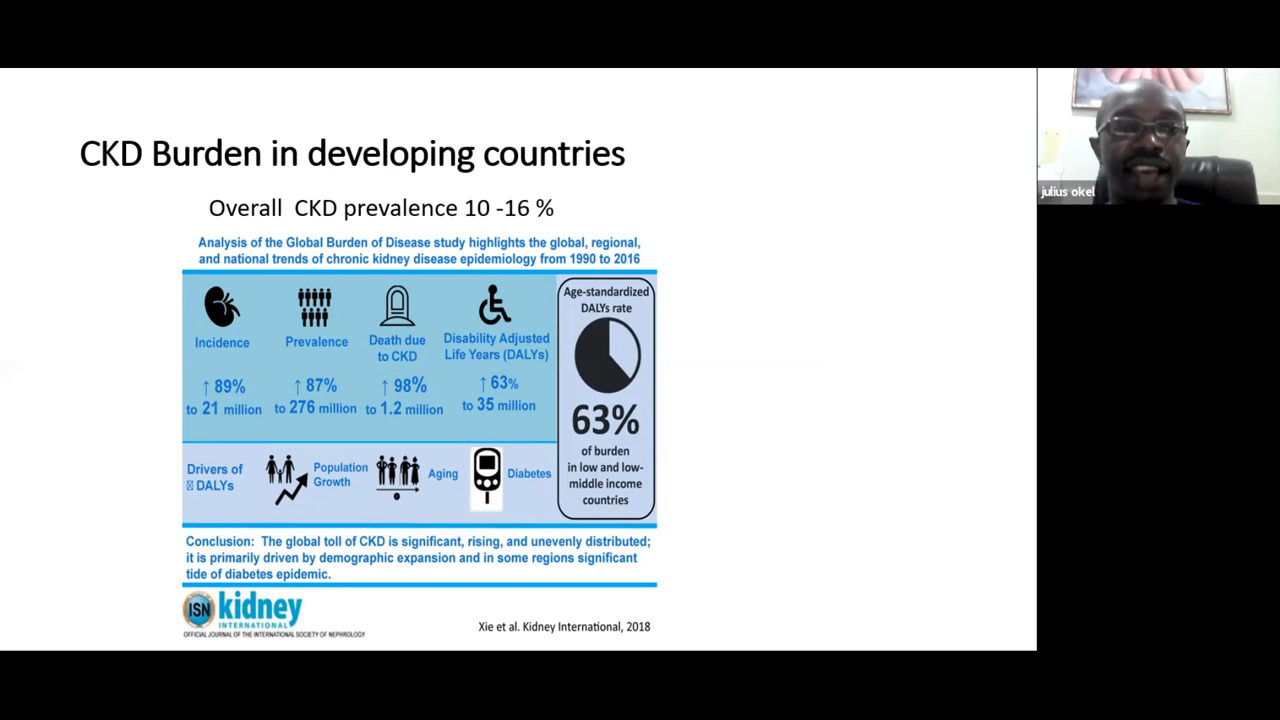 CKD Burden in developing countries
Overall CKD prevalence 10 -16 %
Analysis of the Global Burden of Disease study highlights the global, regional,
and national trends of chronic kidney disease epidemiology from 1990 to 2016
Incidence
↑ 89%
to 21 million
Prevalence
↑ 87%
to 276 million
Death due
to CKD
↑ 98%
to 1.2 million
Disability Adjusted
Life Years (DALYs)
↑ 63%
to 35 million
Age-standardized
DALYs rate
63%
of burden
in low and low-
middle income
countries
Drivers of
DALYs
Population
Growth
Aging
Diabetes
Conclusion: The global toll of CKD is significant, rising, and unevenly distributed;
it is primarily driven by demographic expansion and in some regions significant
tide of diabetes epidemic.
ISN
kidney
INTERNATIONAL
OFFICIAL JOURNAL OF THE INTERNATIONAL SOCIETY OF NEPHROLOGY
Xie et al. Kidney International, 2018
julius okel